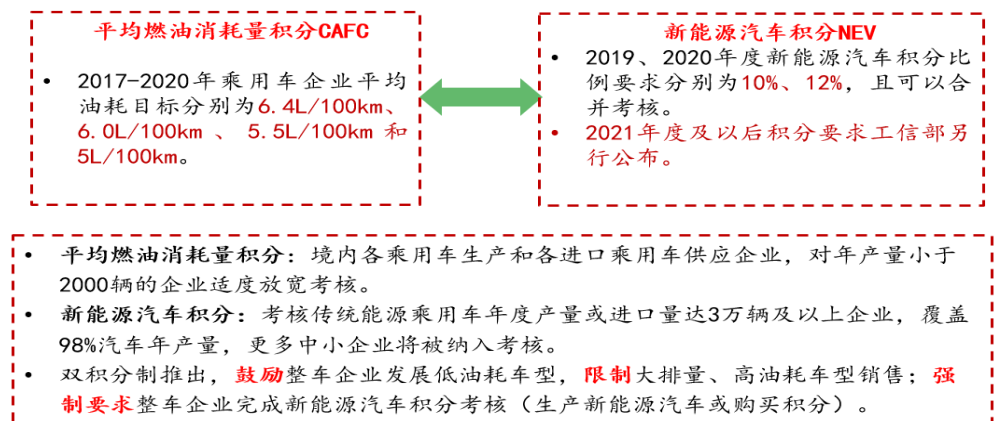 平均燃油消耗量积分CAFC
• 2017-2020年乘用车企业平均
油耗目标分别为6.4L/100km、
6.0L/100km 、 5.5L/100km 和
5L/100km。
新能源汽车积分NEV
• 2019、2020年度新能源汽车积分比
例要求分别为10%、12%，且可以合
并考核。
• 2021年度及以后积分要求工信部另
行公布。
• 平均燃油消耗量积分：境内各乘用车生产和各进口乘用车供应企业，对年产量小于
2000辆的企业适度放宽考核。
• 新能源汽车积分：考核传统能源乘用车年度产量或进口量达3万辆及以上企业，覆盖
98%汽车年产量，更多中小企业将被纳入考核。
• 双积分制推出，鼓励整车企业发展低油耗车型，限制大排量、高油耗车型销售；强
制要求整车企业完成新能源汽车积分考核（生产新能源汽车或购买积分）。